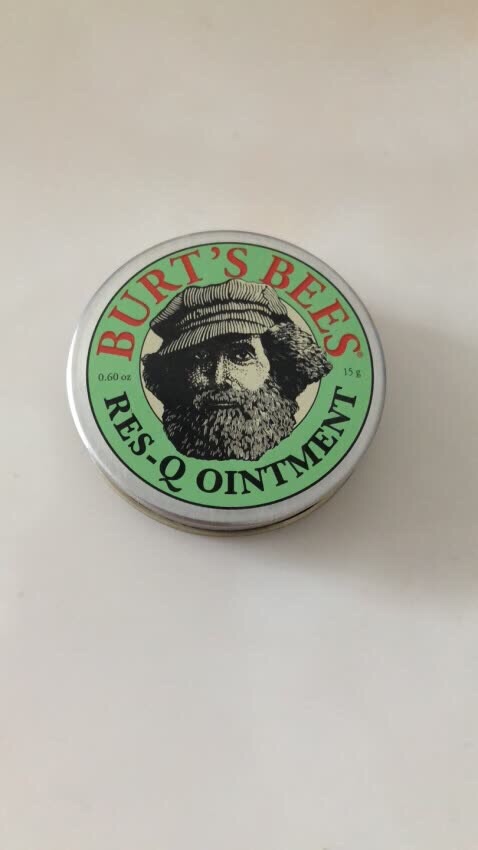 BURT'S BEES®
0.60 oz
15 g
RES-Q OINTMENT